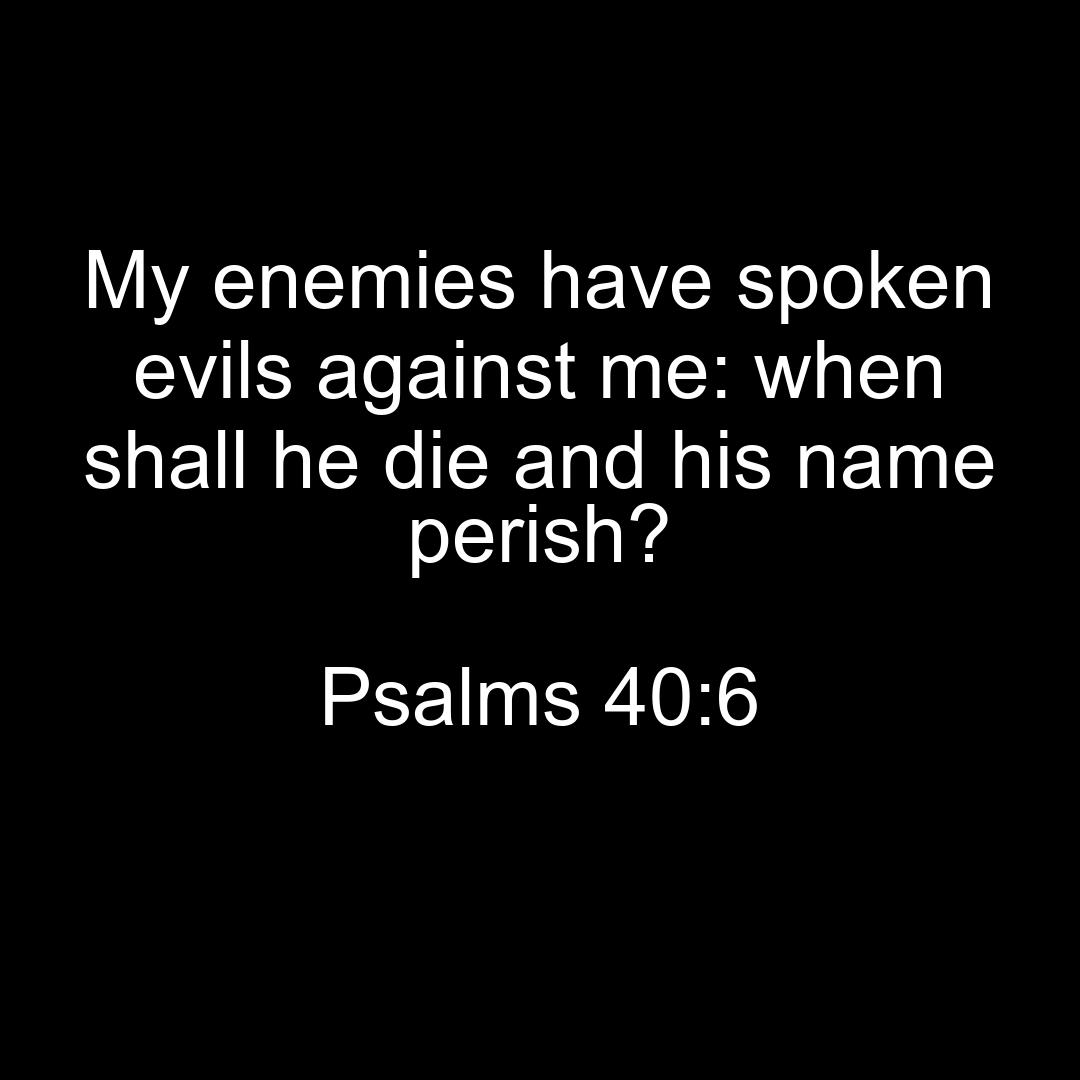 My enemies have spoken
evils against me: when
shall he die and his name
perish?
Psalms 40:6